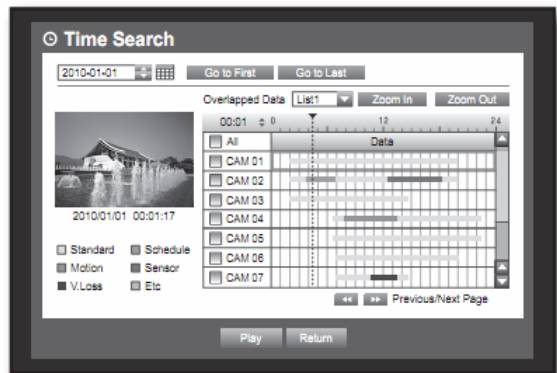 Time Search
2010-01-01 Go to First Go to Last
Overlapped Data List1 Zoom In Zoom Out
00:01 0 12 24
All Data
CAM 01
CAM 02
CAM 03
CAM 04
CAM 05
CAM 06
CAM 07
2010/01/01 00:01:17
Standard Schedule
Motion Sensor
V.Loss Etc
Previous/Next Page
Play Return